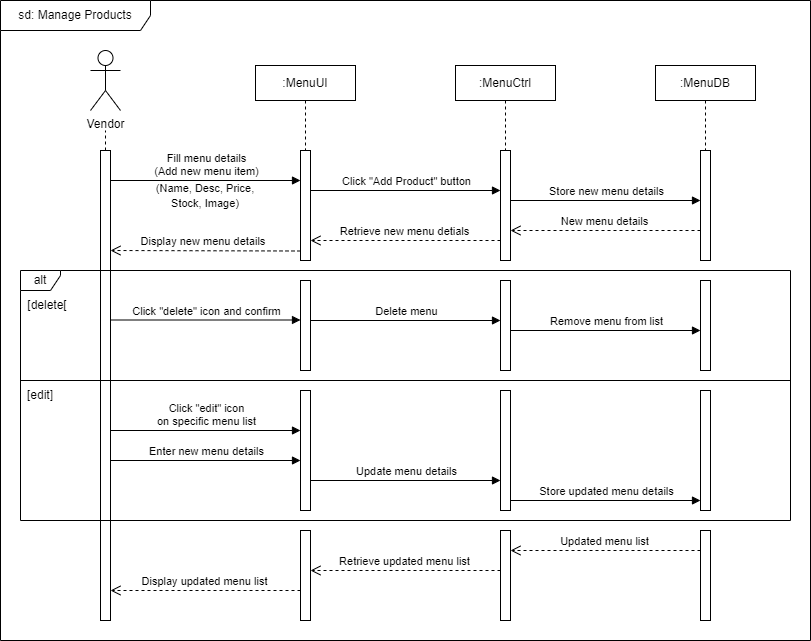 sd: Manage Products
:MenuUI
:MenuCtrl
:MenuDB
Vendor
Fill menu details
(Add new menu item)
(Name, Desc, Price,
Stock, Image)
Click "Add Product" button
Store new menu details
New menu details
Retrieve new menu detials
Display new menu details
alt
[delete[
Click "delete" icon and confirm
Delete menu
Remove menu from list
[edit]
Click "edit" icon
on specific menu list
Enter new menu details
Update menu details
Store updated menu details
Updated menu list
Retrieve updated menu list
Display updated menu list